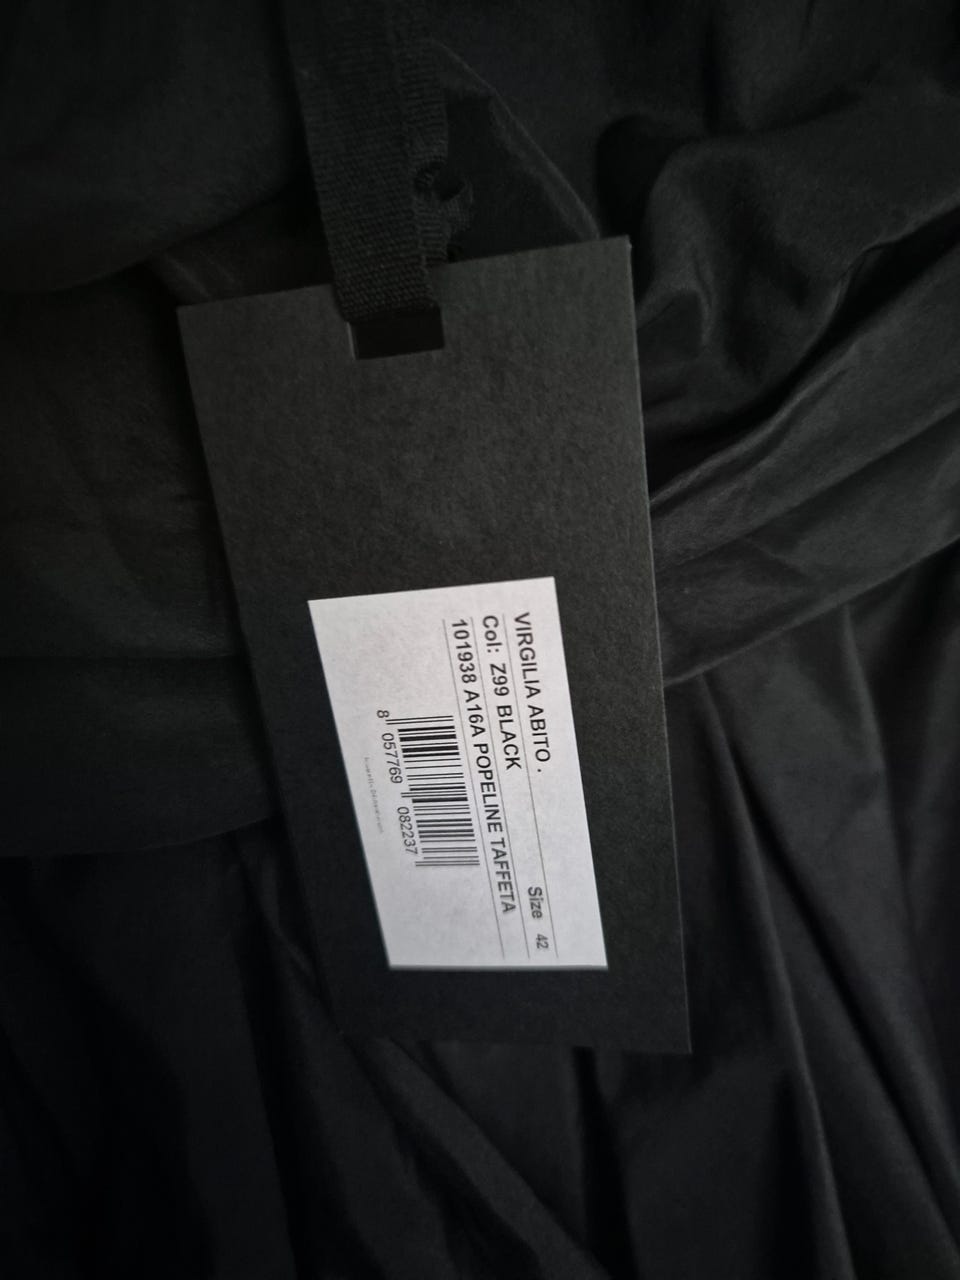 VIRGILIA ABITO . Size 42
Col: Z99 BLACK
101938 A16A POPELINE TAFFETA
8 057769 082237